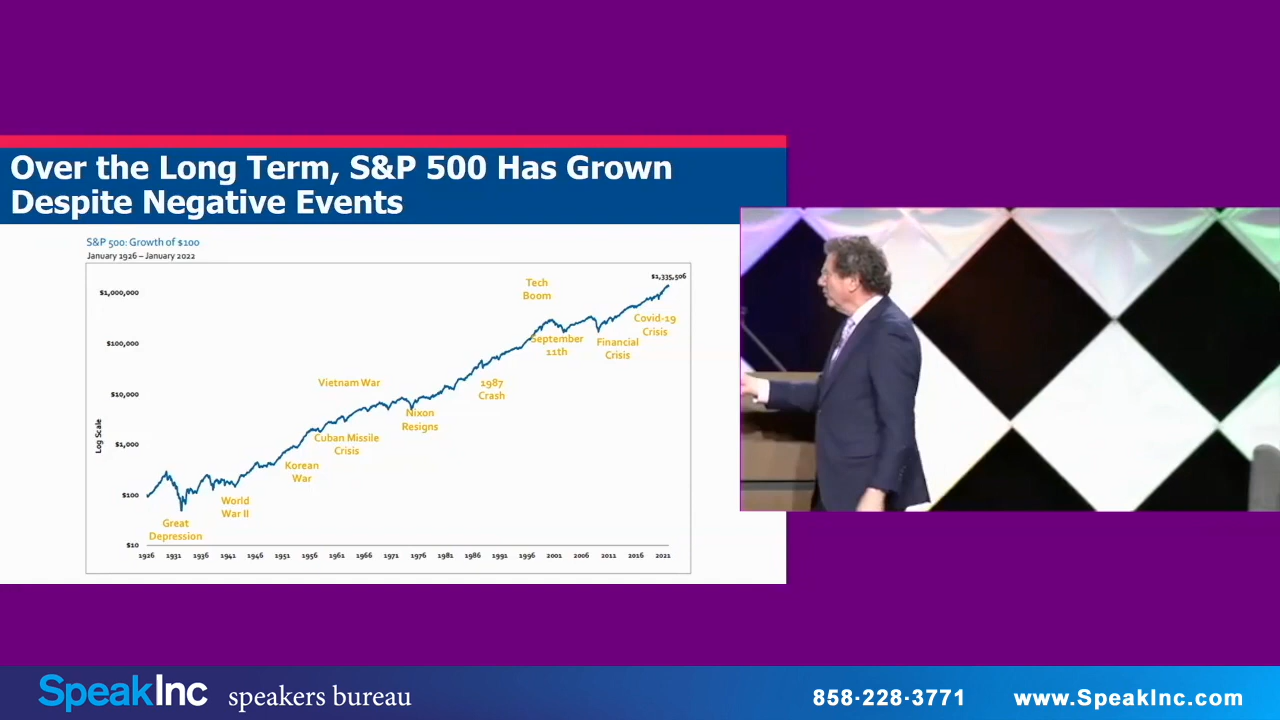 Over the Long Term, S&P 500 Has Grown
Despite Negative Events
S&P 500: Growth of $100
January 1926 – January 2022
$1,335,506
Tech
Boom
$1,000,000
Covid-19
Crisis
September
11th
Financial
Crisis
$100,000
Vietnam War
1987
Crash
$10,000
Nixon
Resigns
Log Scale
Cuban Missile
Crisis
$1,000
Korean
War
$100
World
War II
Great
Depression
$10
1926 1931 1936 1941 1946 1951 1956 1961 1966 1971 1976 1981 1986 1991 1996 2001 2006 2011 2016 2021
SpeakInc speakers bureau
858-228-3771 www.SpeakInc.com